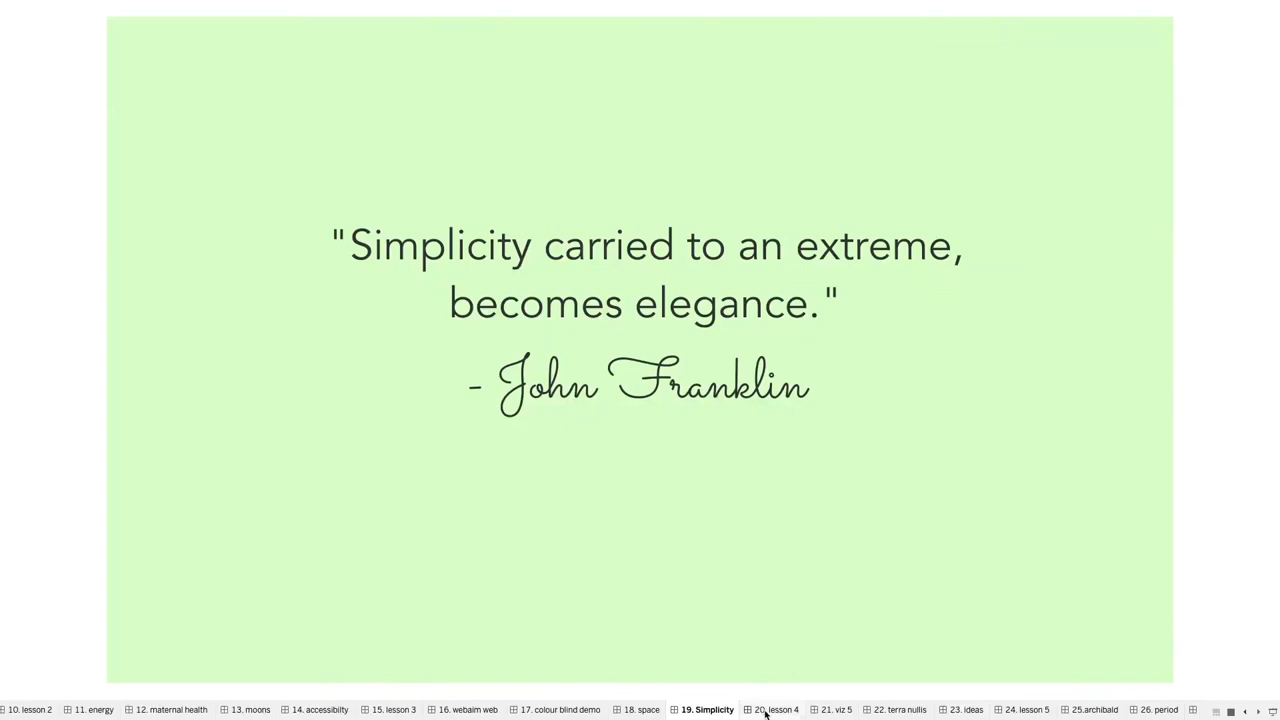 "Simplicity carried to an extreme,
becomes elegance."
- John Franklin
10. lesson 2 11. energy 12. maternal health 13. moons 14. accessibilty 15. lesson 3 16. webaim web 17. colour blind demo 18. space 19. Simplicity 20. lesson 4 21. viz 5 22. terra nullis 23. ideas 24. lesson 5 25.archibald 26. period